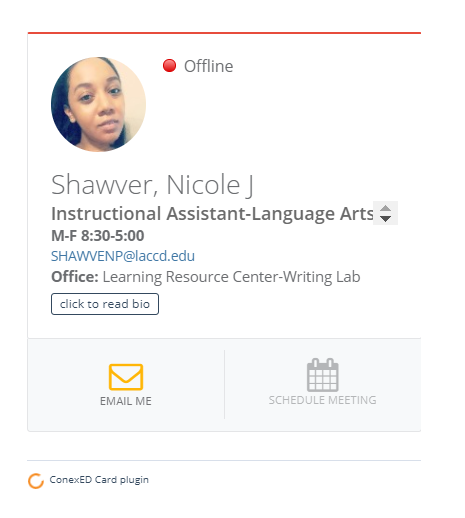 Offline
Shawver, Nicole J
Instructional Assistant-Language Arts
M-F 8:30-5:00
SHAWVENP@laccd.edu
Office: Learning Resource Center-Writing Lab
click to read bio
EMAIL ME
SCHEDULE MEETING
ConexED Card plugin